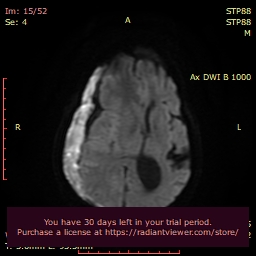 Im: 15/52
Se: 4
STP88
STP88
M
A
Ax DWI B 1000
R
L
You have 30 days left in your trial period.
Purchase a license at https://radiantviewer.com/store/